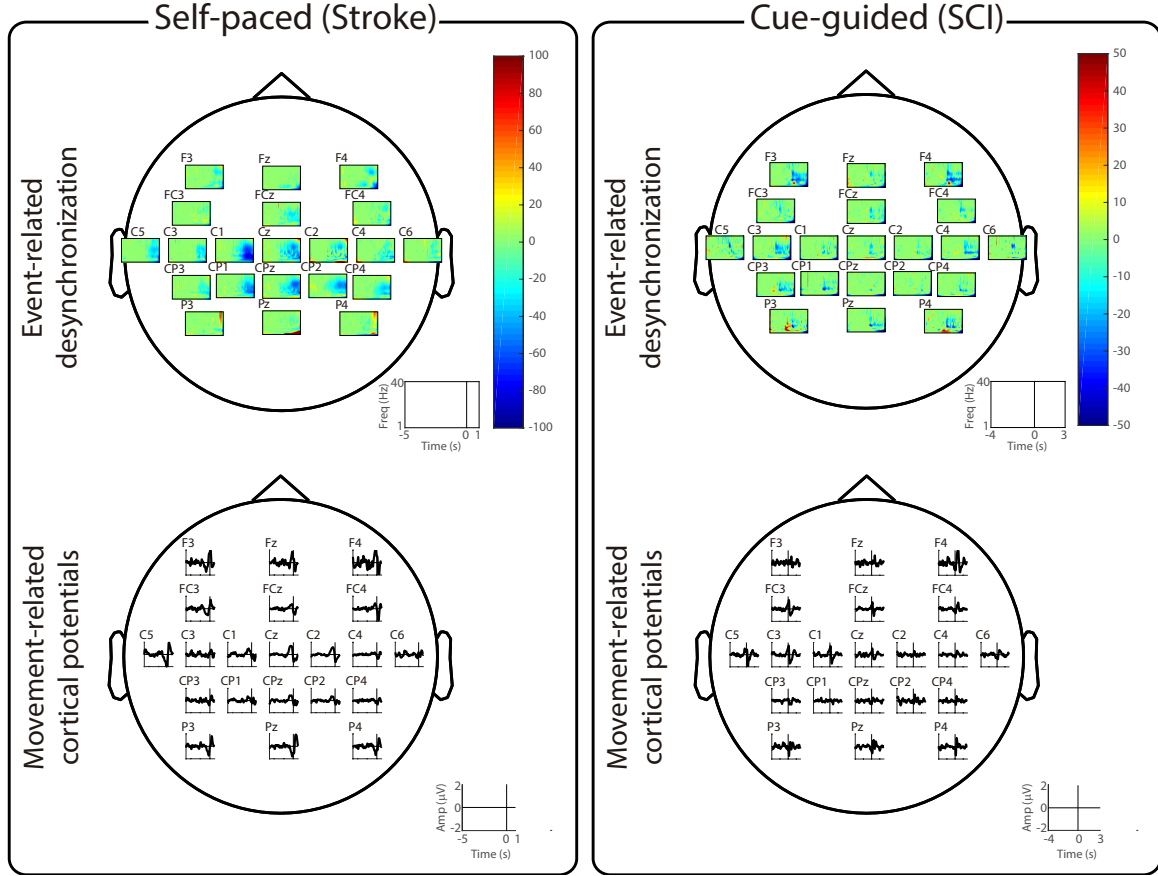 Self-paced (Stroke)
Event-related
desynchronization
F3 Fz F4
FC3 FCz FC4
C5 C3 C1 Cz C2 C4 C6
CP3 CP1 CPz CP2 CP4
P3 Pz P4
100
80
60
40
20
0
-20
-40
-60
-80
-100
40
Freq (Hz)
1
-5 0 1
Time (s)
Movement-related
cortical potentials
F3 Fz F4
FC3 FCz FC4
C5 C3 C1 Cz C2 C4 C6
CP3 CP1 CPz CP2 CP4
P3 Pz P4
2
Amp (μV)
0
-2
-5 0 1
Time (s)
Cue-guided (SCI)
Event-related
desynchronization
F3 Fz F4
FC3 FCz FC4
C5 C3 C1 Cz C2 C4 C6
CP3 CP1 CPz CP2 CP4
P3 Pz P4
50
40
30
20
10
0
-10
-20
-30
-40
-50
40
Freq (Hz)
1
-4 0 3
Time (s)
Movement-related
cortical potentials
F3 Fz F4
FC3 FCz FC4
C5 C3 C1 Cz C2 C4 C6
CP3 CP1 CPz CP2 CP4
P3 Pz P4
2
Amp (μV)
0
-2
-4 0 3
Time (s)